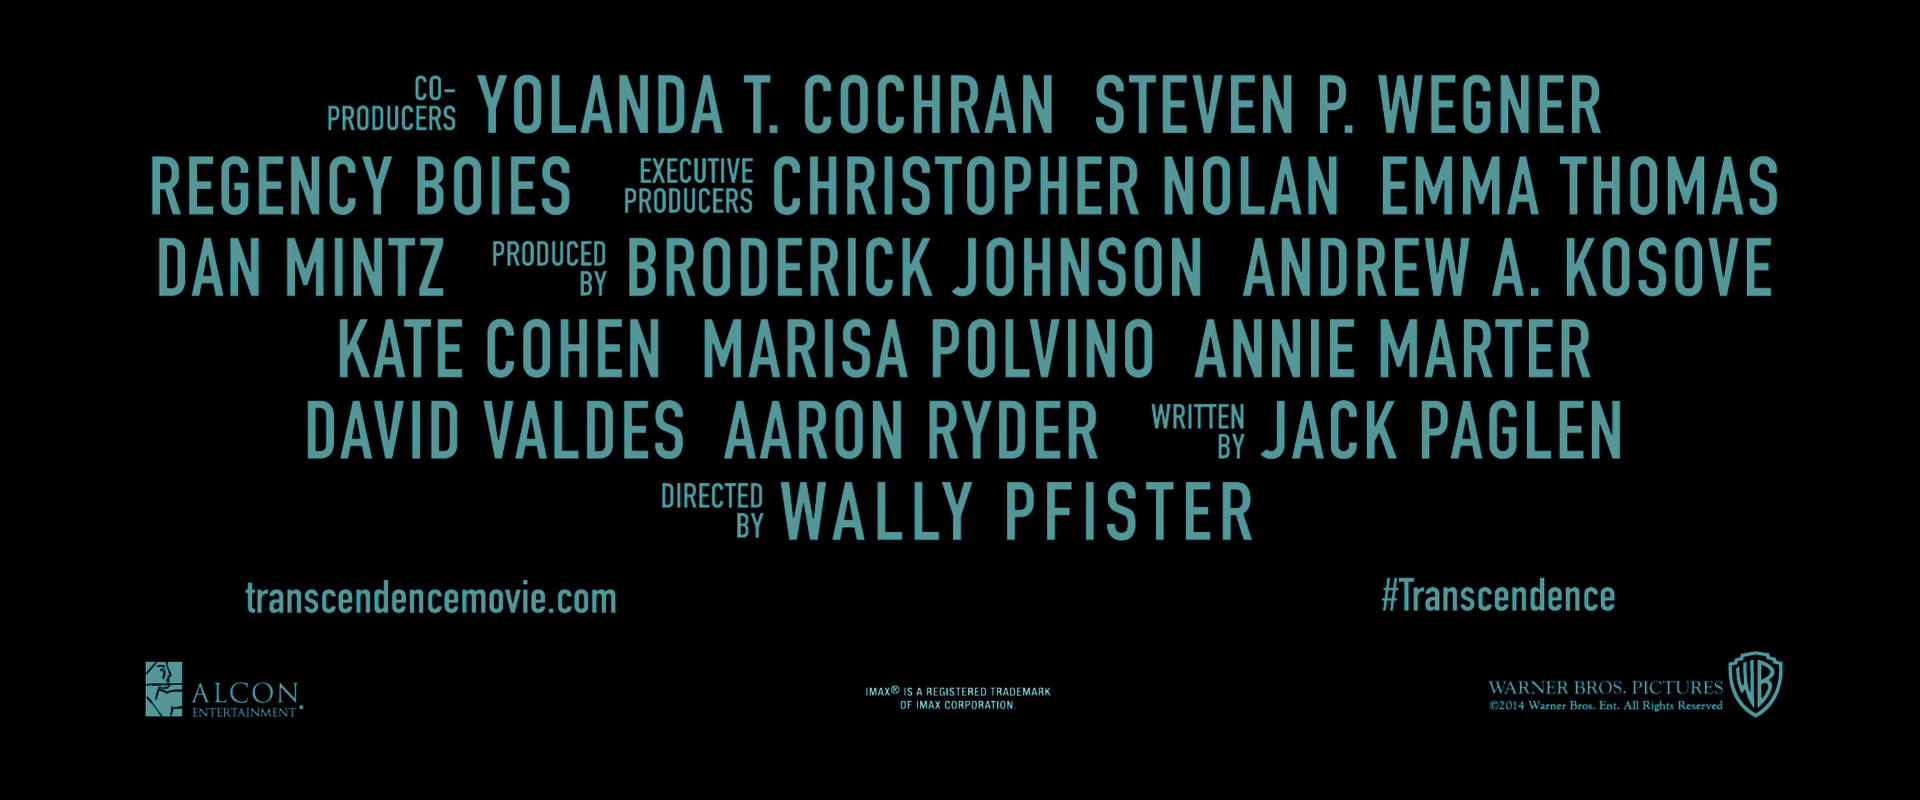 CO-PRODUCERS YOLANDA T. COCHRAN STEVEN P. WEGNER
REGENCY BOIES EXECUTIVE PRODUCERS CHRISTOPHER NOLAN EMMA THOMAS
DAN MINTZ PRODUCED BY BRODERICK JOHNSON ANDREW A. KOSOVE
KATE COHEN MARISA POLVINO ANNIE MARTER
DAVID VALDES AARON RYDER WRITTEN BY JACK PAGLEN
DIRECTED BY WALLY PFISTER
transcendencemovie.com
#Transcendence
ALCON
ENTERTAINMENT
IMAX® IS A REGISTERED TRADEMARK
OF IMAX CORPORATION.
WARNER BROS. PICTURES
©2014 Warner Bros. Ent. All Rights Reserved
WB